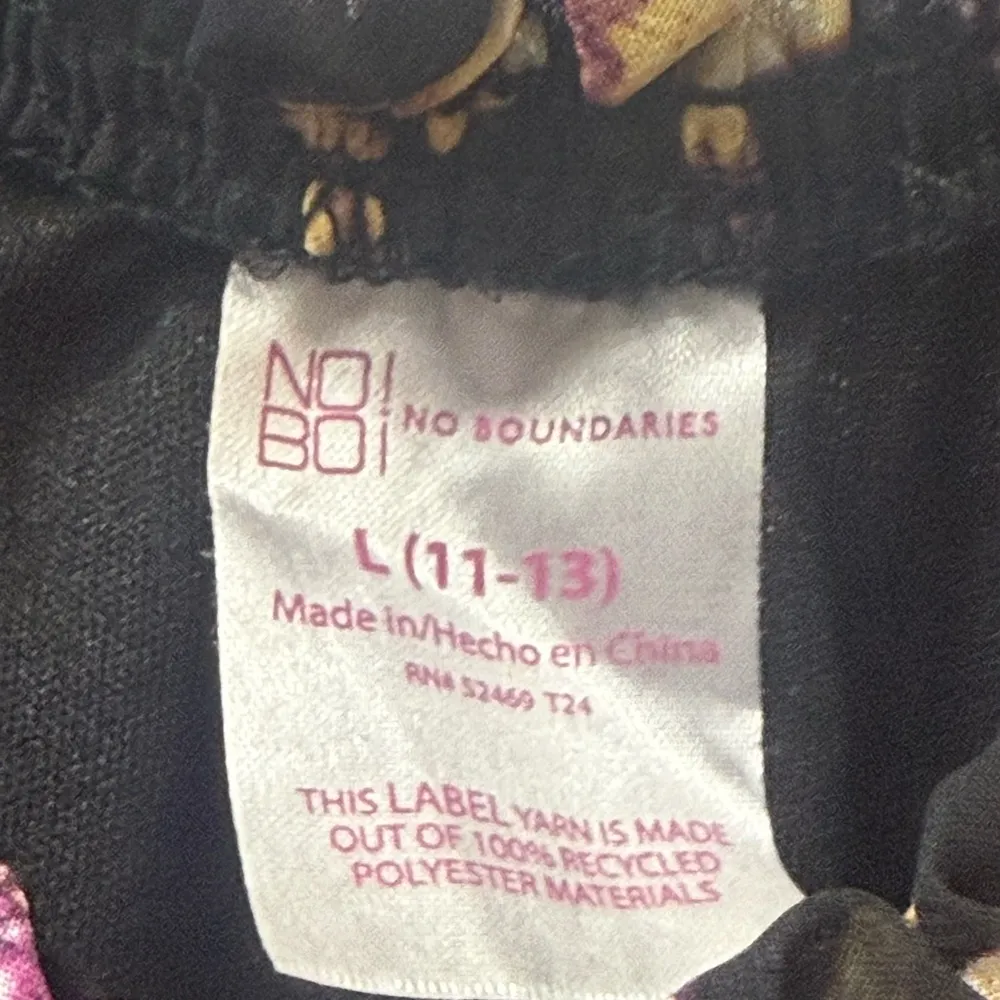 NO!
BOi
NO BOUNDARIES
L (11-13)
Made in/Hecho en China
RN# 52469 T24
THIS LABEL YARN IS MADE
OUT OF 100% RECYCLED
POLYESTER MATERIALS